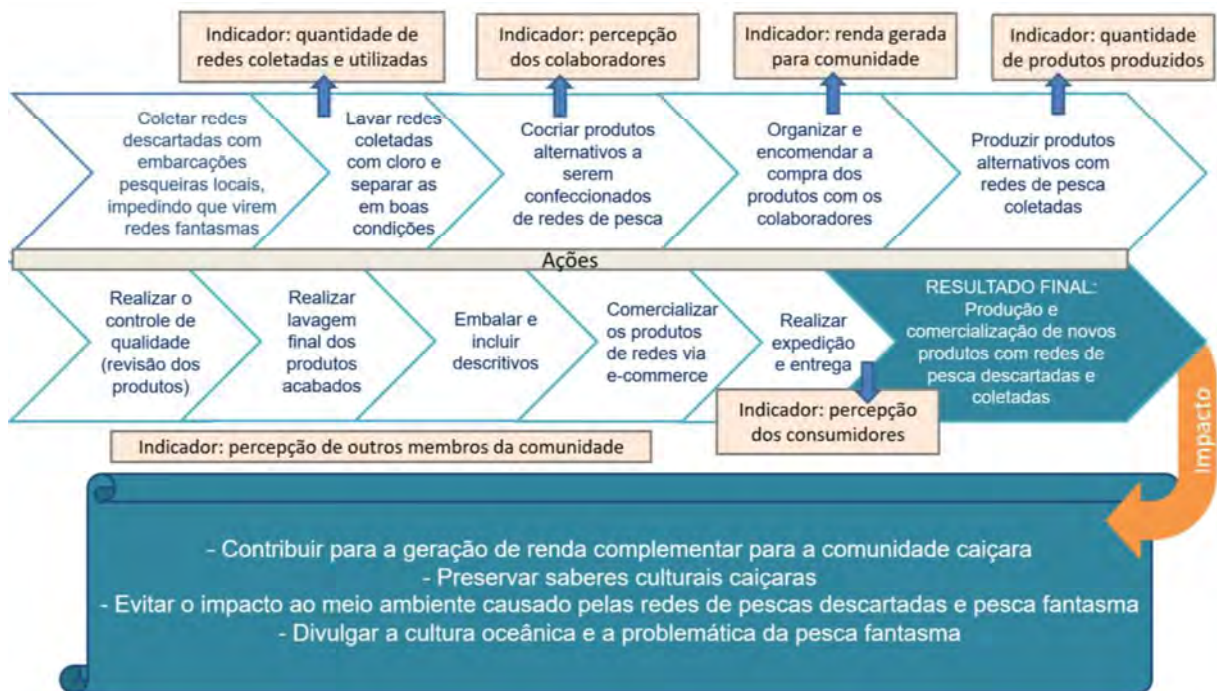 Indicador: quantidade de
redes coletadas e utilizadas
Indicador: percepção
dos colaboradores
Indicador: renda gerada
para comunidade
Indicador: quantidade
de produtos produzidos
Coletar redes
descartadas com
embarcações
pesqueiras locais,
impedindo que virem
redes fantasmas
Lavar redes
coletadas
com cloro e
separar as
em boas
condições
Cocriar produtos
alternativos a
serem
confeccionados
de redes de pesca
Organizar e
encomendar a
compra dos
produtos com os
colaboradores
Produzir produtos
alternativos com
redes de pesca
coletadas
Ações
Realizar o
controle de
qualidade
(revisão dos
produtos)
Realizar
lavagem
final dos
produtos
acabados
Embalar e
incluir
descritivos
Comercializar
os produtos
de redes via
e-commerce
Realizar
expedição
e entrega
RESULTADO FINAL:
Produção e
comercialização de novos
produtos com redes de
pesca descartadas e
coletadas
Indicador: percepção
dos consumidores
Indicador: percepção de outros membros da comunidade
Impacto
- Contribuir para a geração de renda complementar para a comunidade caiçara
- Preservar saberes culturais caiçaras
- Evitar o impacto ao meio ambiente causado pelas redes de pescas descartadas e pesca fantasma
- Divulgar a cultura oceânica e a problemática da pesca fantasma